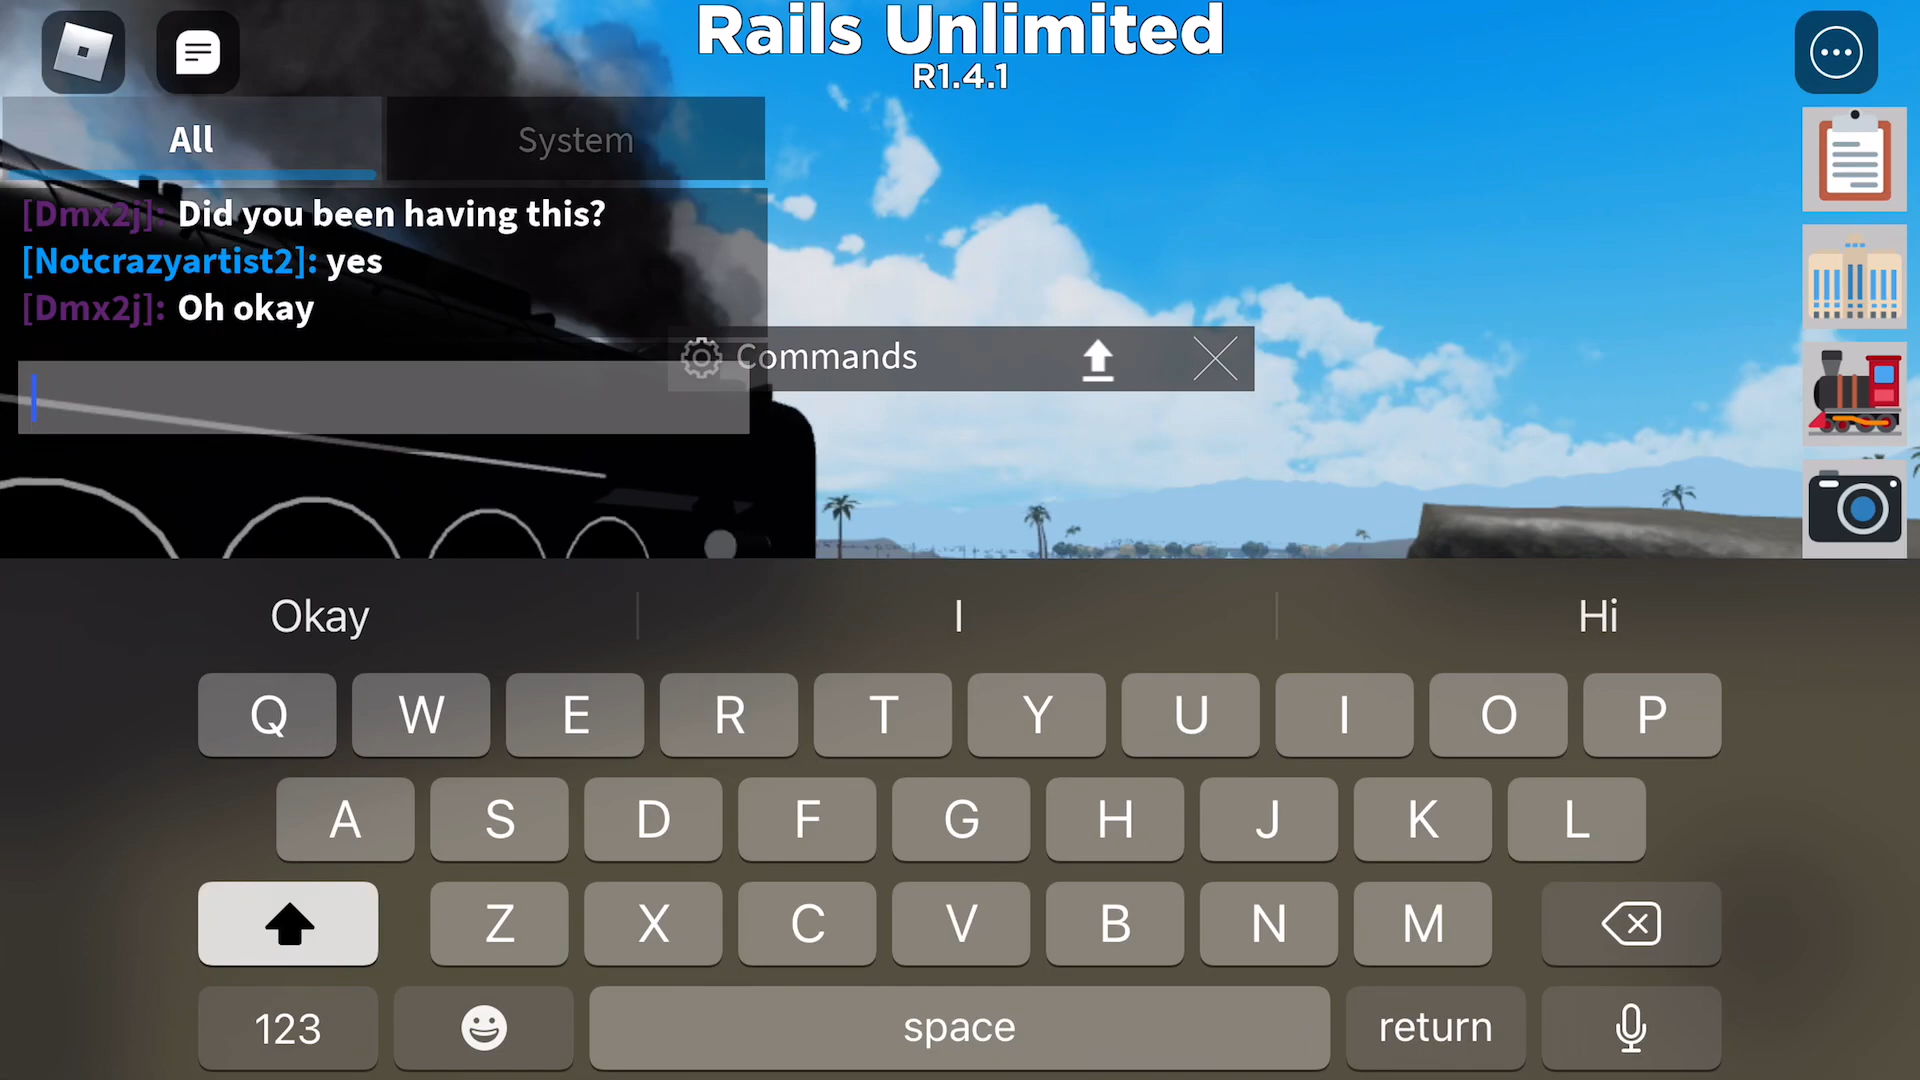 Rails Unlimited
R1.4.1
All
System
[Dmx2j]: Did you been having this?
[Notcrazyartist2]: yes
[Dmx2j]: Oh okay
Commands
Okay
I
Hi
Q W E R T Y U I O P
A S D F G H J K L
Z X C V B N M
123
space
return